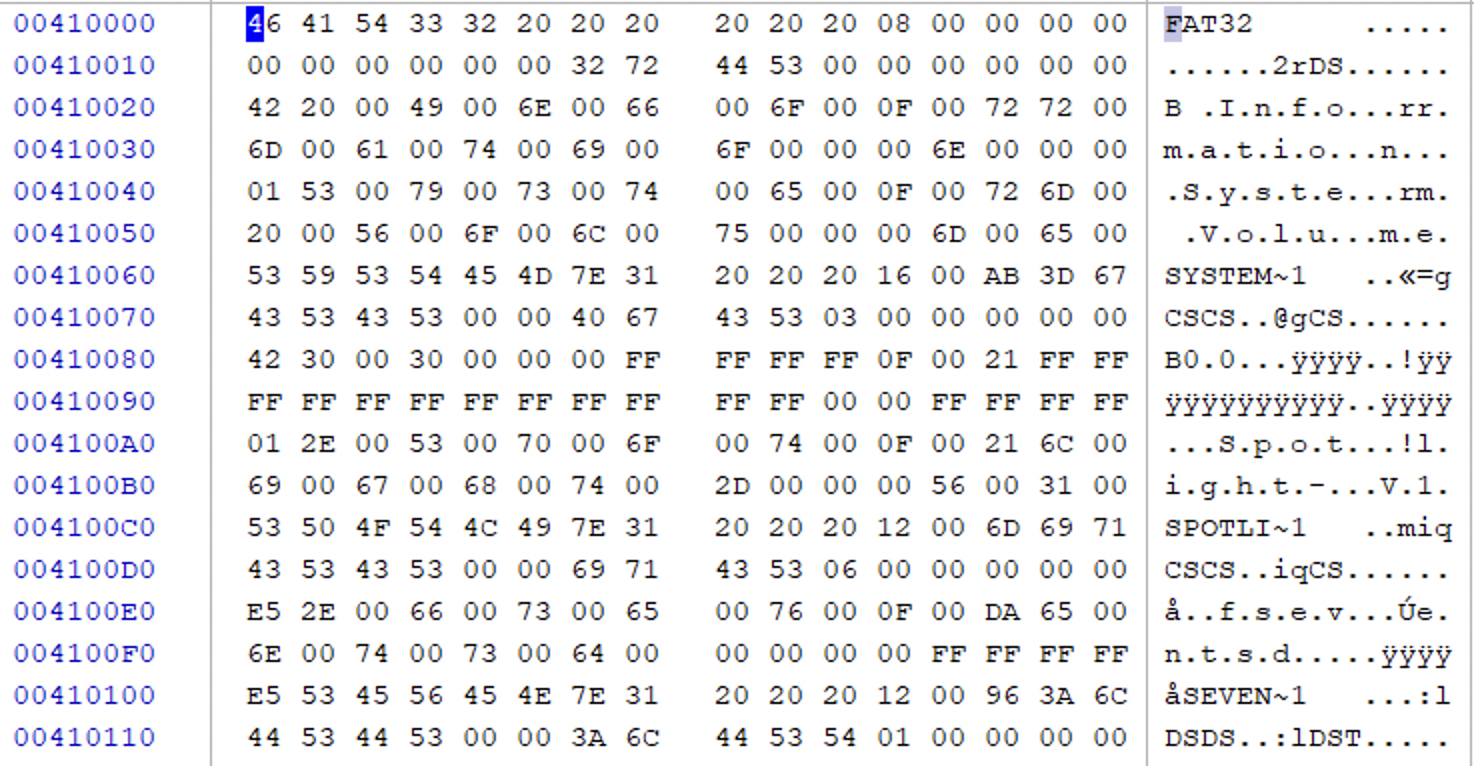 00410000 46 41 54 33 32 20 20 20 20 20 20 08 00 00 00 00 FAT32 .....
00410010 00 00 00 00 00 00 32 72 44 53 00 00 00 00 00 00 ......2rDS......
00410020 42 20 00 49 00 6E 00 66 00 6F 00 0F 00 72 72 00 B .I.n.f.o...rr.
00410030 6D 00 61 00 74 00 69 00 6F 00 00 00 6E 00 00 00 m.a.t.i.o...n...
00410040 01 53 00 79 00 73 00 74 00 65 00 0F 00 72 6D 00 .S.y.s.t.e...rm.
00410050 20 00 56 00 6F 00 6C 00 75 00 00 00 6D 00 65 00 .V.o.l.u...m.e.
00410060 53 59 53 54 45 4D 7E 31 20 20 20 16 00 AB 3D 67 SYSTEM~1 ..«=g
00410070 43 53 43 53 00 00 40 67 43 53 03 00 00 00 00 00 CSCS..@gCS......
00410080 42 30 00 30 00 00 00 FF FF FF FF 0F 00 21 FF FF B0.0...ÿÿÿÿ..!ÿÿ
00410090 FF FF FF FF FF FF FF FF FF FF 00 00 FF FF FF FF ÿÿÿÿÿÿÿÿÿÿ..ÿÿÿÿ
004100A0 01 2E 00 53 00 70 00 6F 00 74 00 0F 00 21 6C 00 ...S.p.o.t...!l.
004100B0 69 00 67 00 68 00 74 00 2D 00 00 00 56 00 31 00 i.g.h.t.-...V.1.
004100C0 53 50 4F 54 4C 49 7E 31 20 20 20 12 00 6D 69 71 SPOTLI~1 ..miq
004100D0 43 53 43 53 00 00 69 71 43 53 06 00 00 00 00 00 CSCS..iqCS......
004100E0 E5 2E 00 66 00 73 00 65 00 76 00 0F 00 DA 65 00 å..f.s.e.v...Úe.
004100F0 6E 00 74 00 73 00 64 00 00 00 00 00 FF FF FF FF n.t.s.d.....ÿÿÿÿ
00410100 E5 53 45 56 45 4E 7E 31 20 20 20 12 00 96 3A 6C åSEVEN~1 ...:l
00410110 44 53 44 53 00 00 3A 6C 44 53 54 01 00 00 00 00 DSDS..:lDST.....